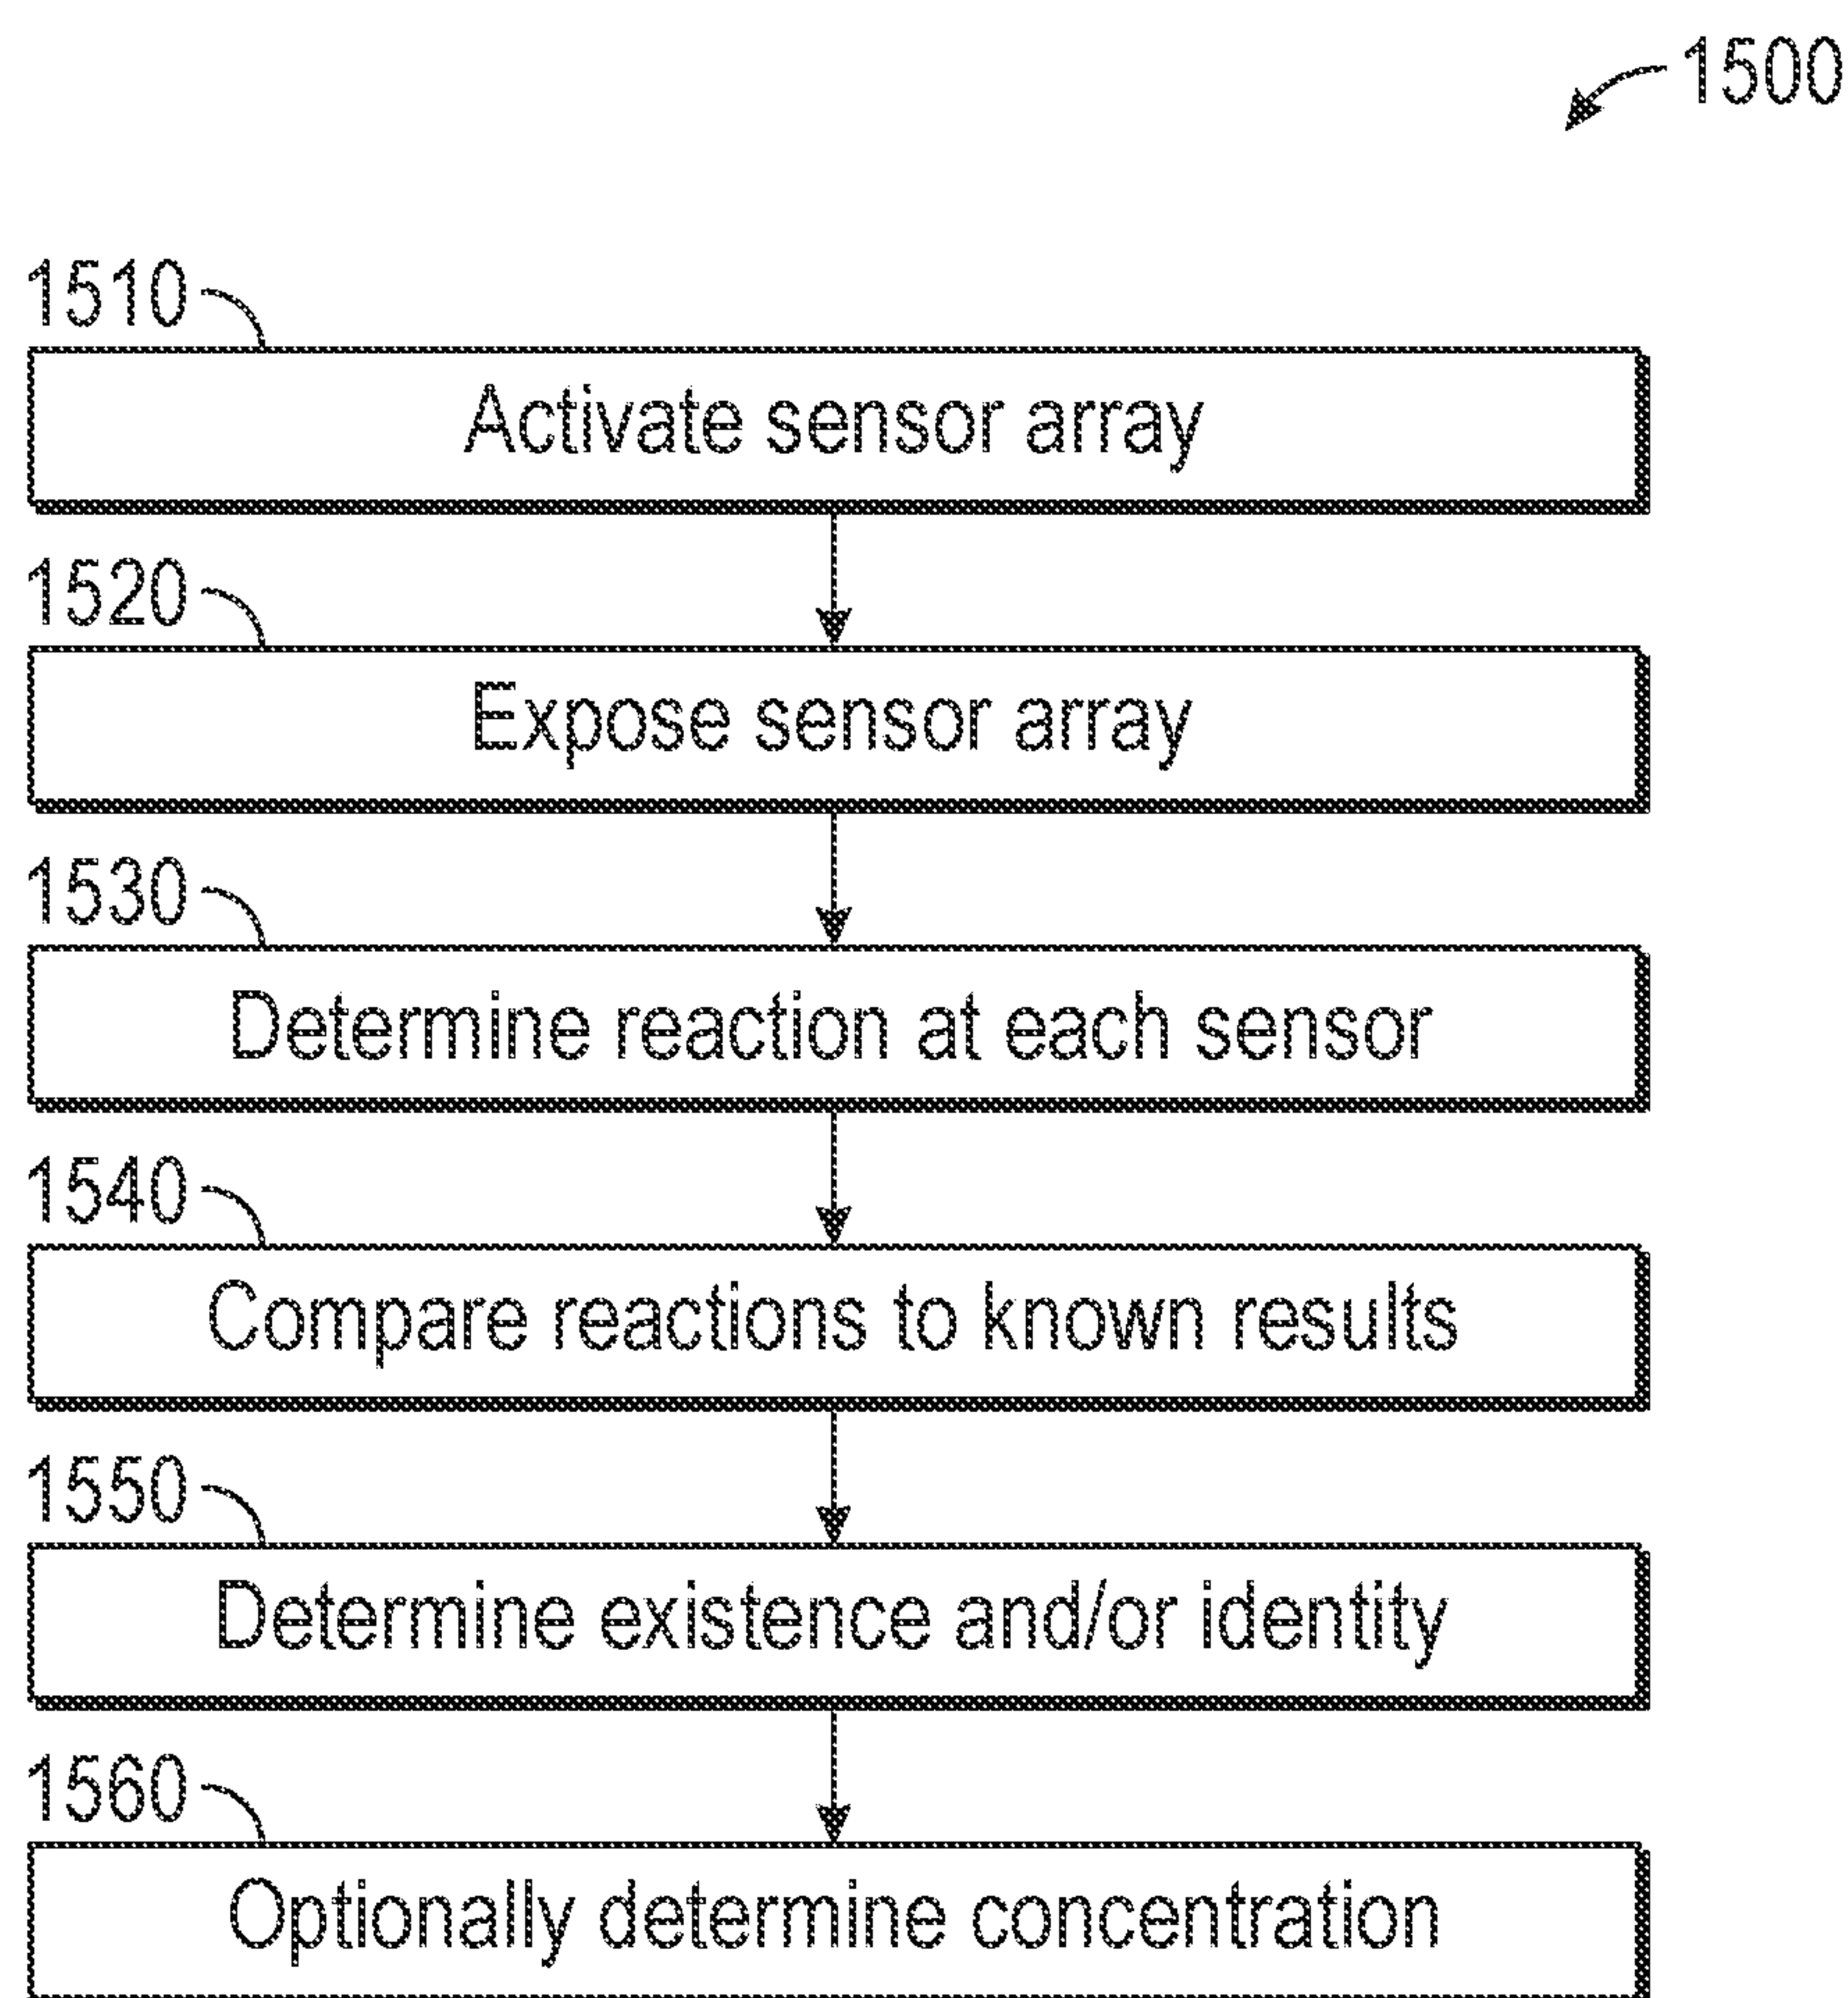 1500
1510
Activate sensor array
1520
Expose sensor array
1530
Determine reaction at each sensor
1540
Compare reactions to known results
1550
Determine existence and/or identity
1560
Optionally determine concentration